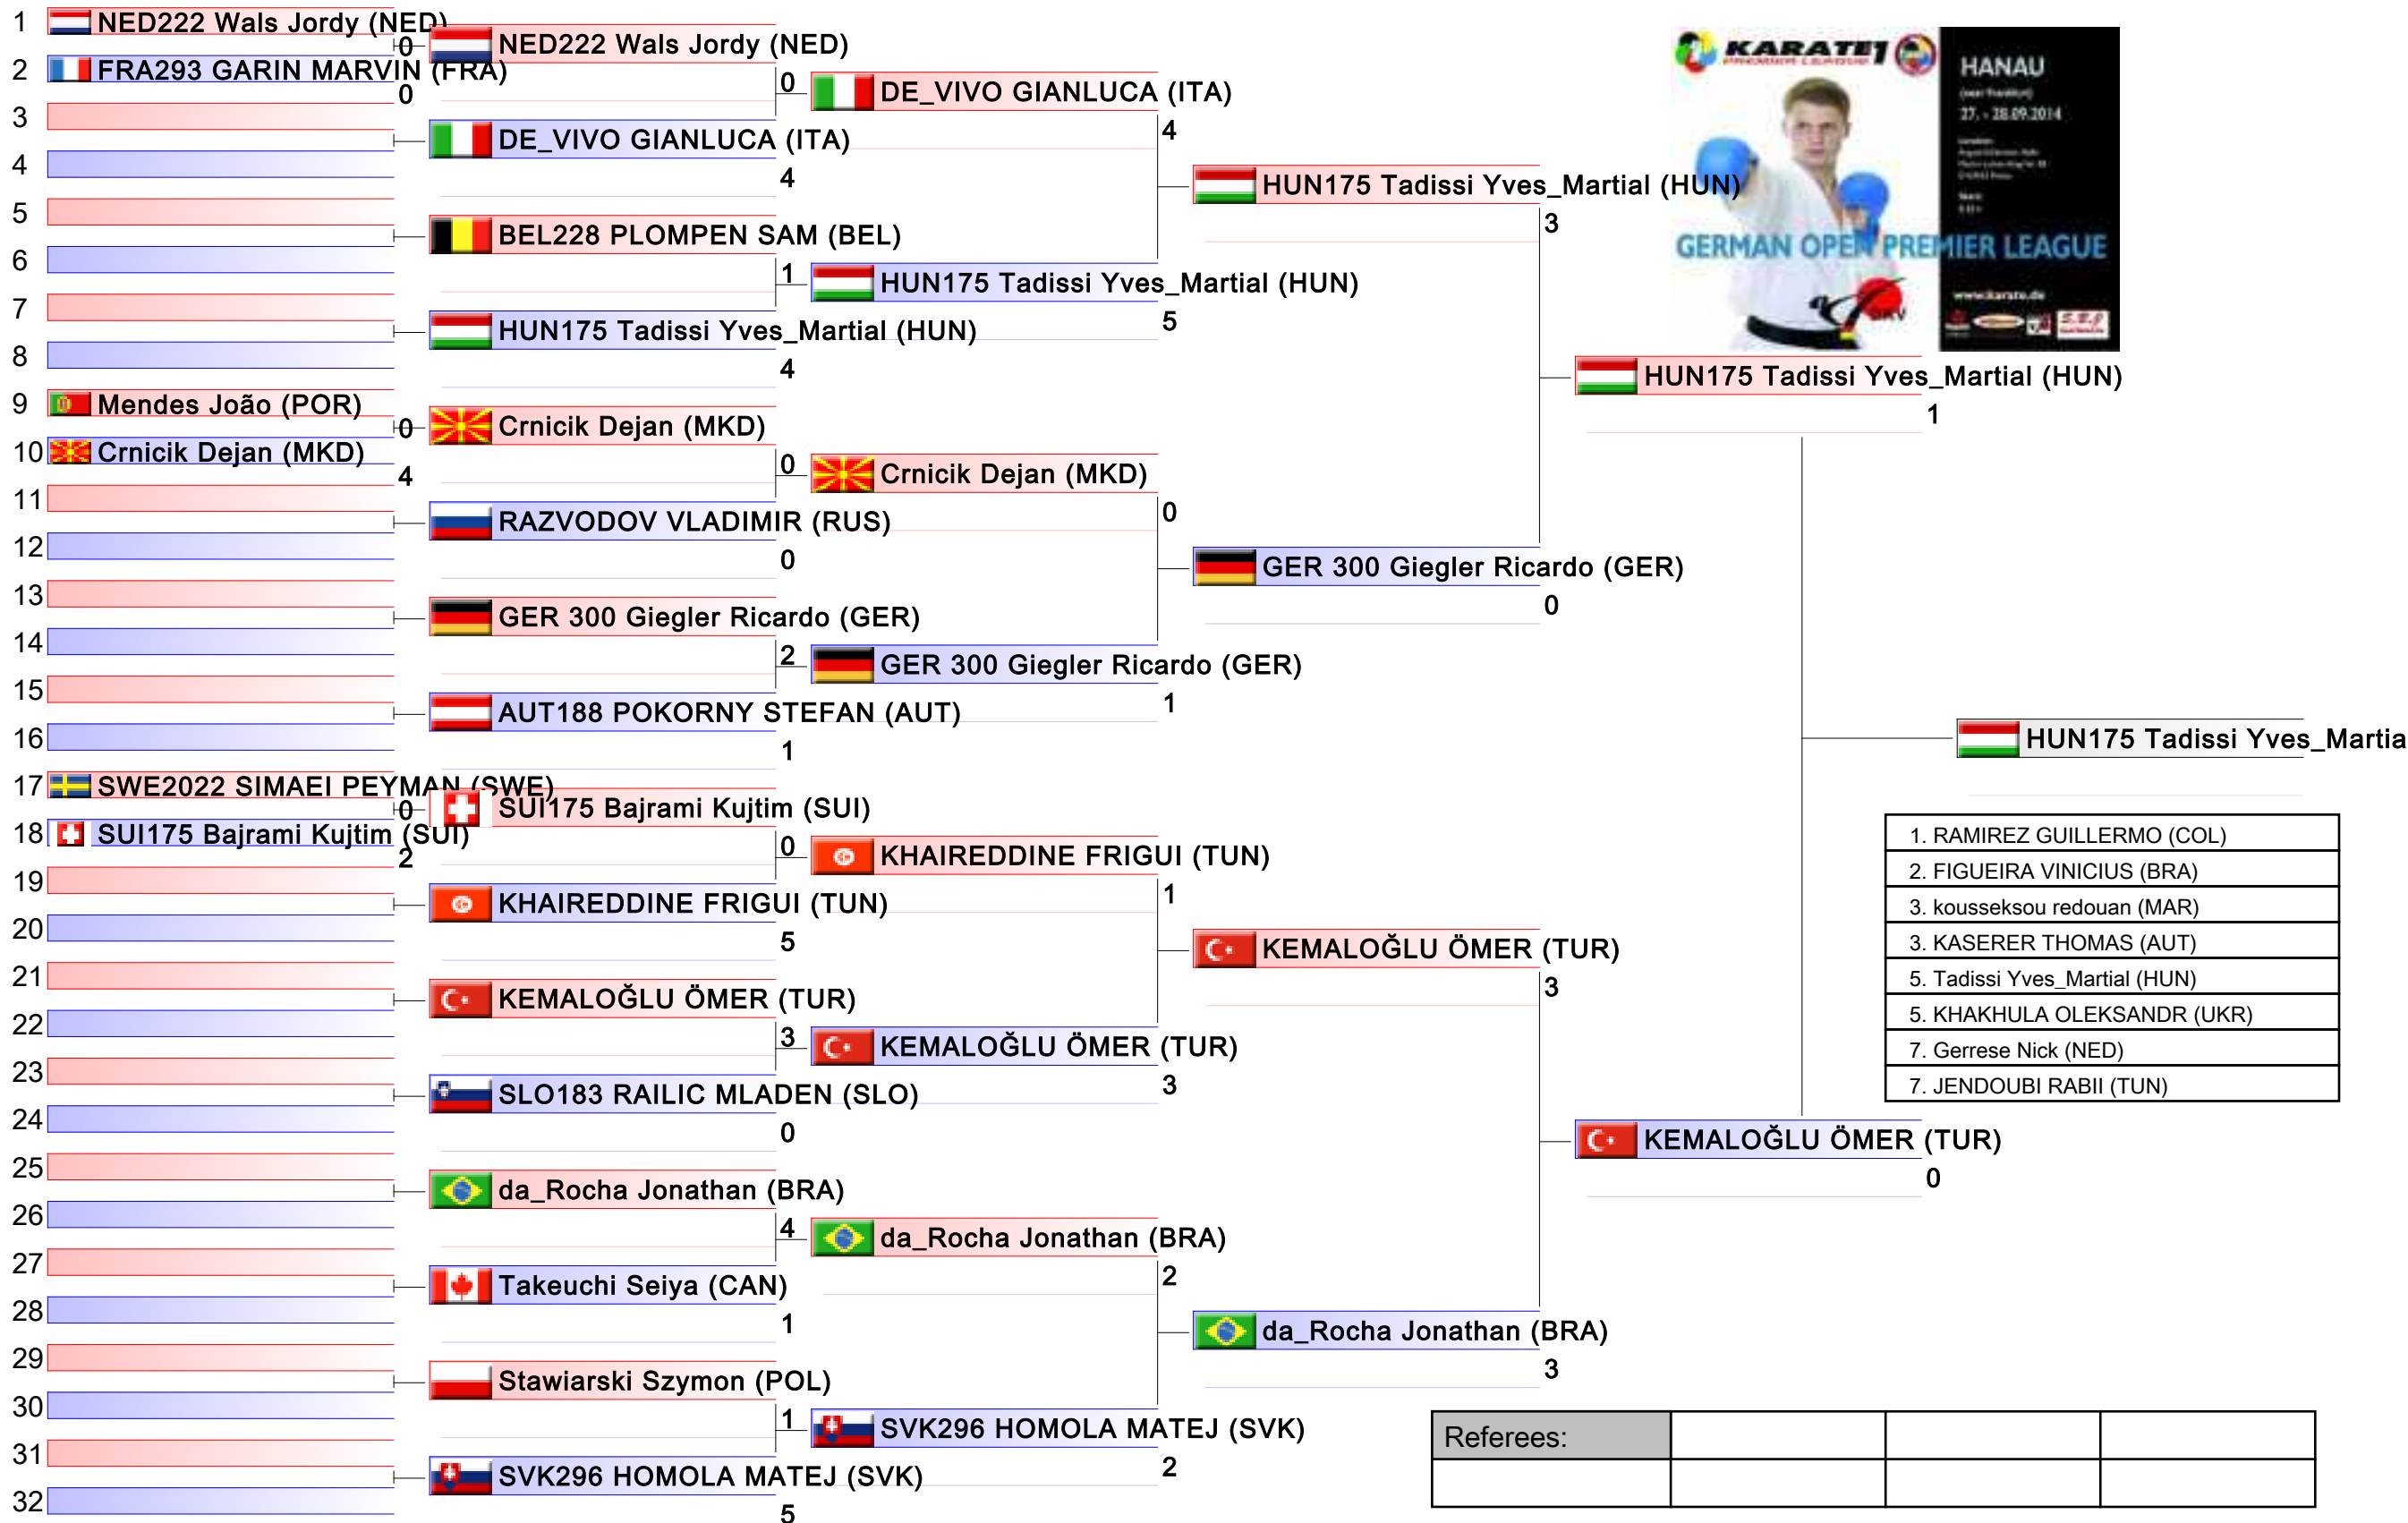 1
NED222 Wals Jordy (NED)
0
2
FRA293 GARIN MARVIN (FRA)
0
3
4
5
6
7
8
9
Mendes João (POR)
0
10
Crnicik Dejan (MKD)
4
11
12
13
14
15
16
17
SWE2022 SIMAEI PEYMAN (SWE)
0
18
SUI175 Bajrami Kujtim (SUI)
2
19
20
21
22
23
24
25
26
27
28
29
30
31
32
NED222 Wals Jordy (NED)
0
DE_VIVO GIANLUCA (ITA)
4
BEL228 PLOMPEN SAM (BEL)
1
HUN175 Tadissi Yves_Martial (HUN)
4
Crnicik Dejan (MKD)
0
RAZVODOV VLADIMIR (RUS)
0
GER 300 Giegler Ricardo (GER)
2
AUT188 POKORNY STEFAN (AUT)
1
SUI175 Bajrami Kujtim (SUI)
0
KHAIREDDINE FRIGUI (TUN)
5
KEMALOĞLU ÖMER (TUR)
3
SLO183 RAILIC MLADEN (SLO)
0
da_Rocha Jonathan (BRA)
4
Takeuchi Seiya (CAN)
1
Stawiarski Szymon (POL)
1
SVK296 HOMOLA MATEJ (SVK)
5
DE_VIVO GIANLUCA (ITA)
4
HUN175 Tadissi Yves_Martial (HUN)
5
Crnicik Dejan (MKD)
0
GER 300 Giegler Ricardo (GER)
1
KHAIREDDINE FRIGUI (TUN)
1
KEMALOĞLU ÖMER (TUR)
3
da_Rocha Jonathan (BRA)
2
SVK296 HOMOLA MATEJ (SVK)
2
HUN175 Tadissi Yves_Martial (HUN)
3
GER 300 Giegler Ricardo (GER)
0
KEMALOĞLU ÖMER (TUR)
3
da_Rocha Jonathan (BRA)
3
HUN175 Tadissi Yves_Martial (HUN)
1
KEMALOĞLU ÖMER (TUR)
0
HUN175 Tadissi Yves_Martia
KARATE1
PREMIER LEAGUE
HANAU
(near Frankfurt)
27. - 28.09.2014
GERMAN OPEN PREMIER LEAGUE
www.karate.de
1. RAMIREZ GUILLERMO (COL)
2. FIGUEIRA VINICIUS (BRA)
3. kousseksou redouan (MAR)
3. KASERER THOMAS (AUT)
5. Tadissi Yves_Martial (HUN)
5. KHAKHULA OLEKSANDR (UKR)
7. Gerrese Nick (NED)
7. JENDOUBI RABII (TUN)
Referees: